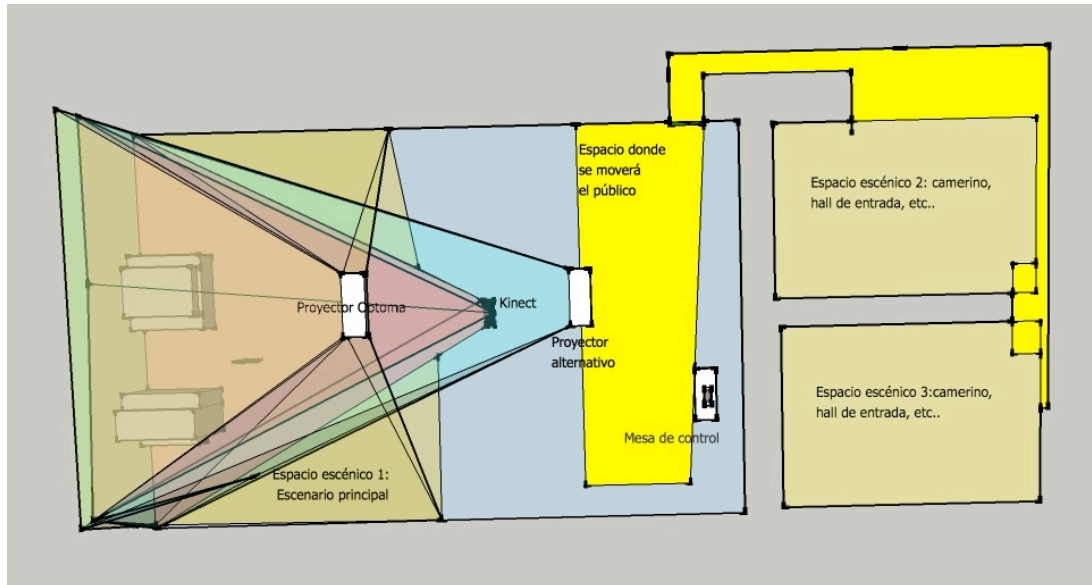 Espacio donde
se moverá
el público
Espacio escénico 2: camerino,
hall de entrada, etc..
Proyector Optoma
Kinect
Proyector
alternativo
Espacio escénico 3:camerino,
hall de entrada, etc..
Mesa de control
Espacio escénico 1:
Escenario principal